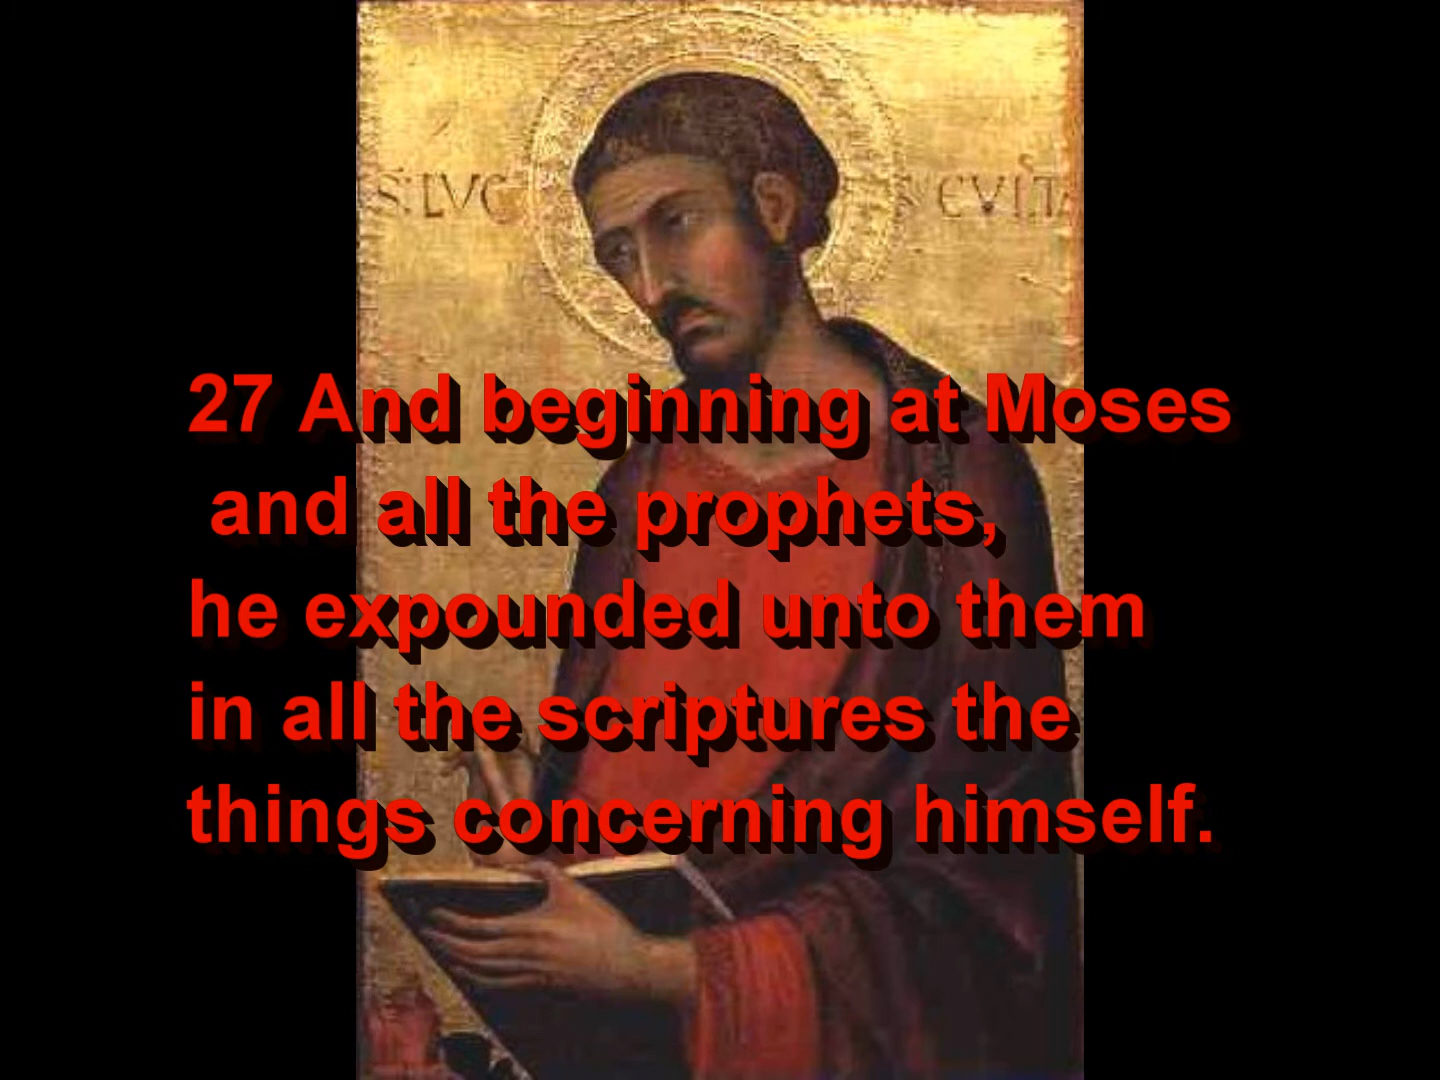 S·LVC EVLT
27 And beginning at Moses
and all the prophets,
he expounded unto them
in all the scriptures the
things concerning himself.